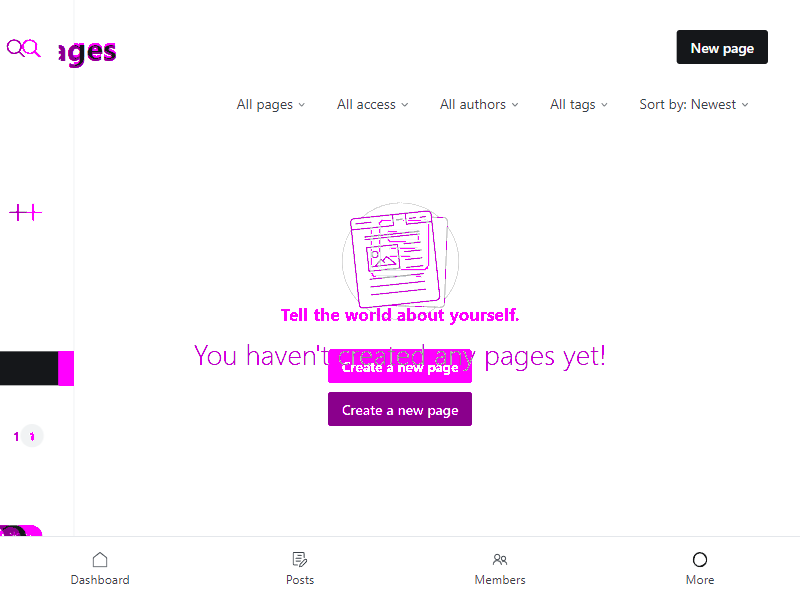 ages
New page
All pages
All access
All authors
All tags
Sort by: Newest
Tell the world about yourself.
You haven't created any pages yet!
Create a new page
Create a new page
1 1
Dashboard
Posts
Members
More